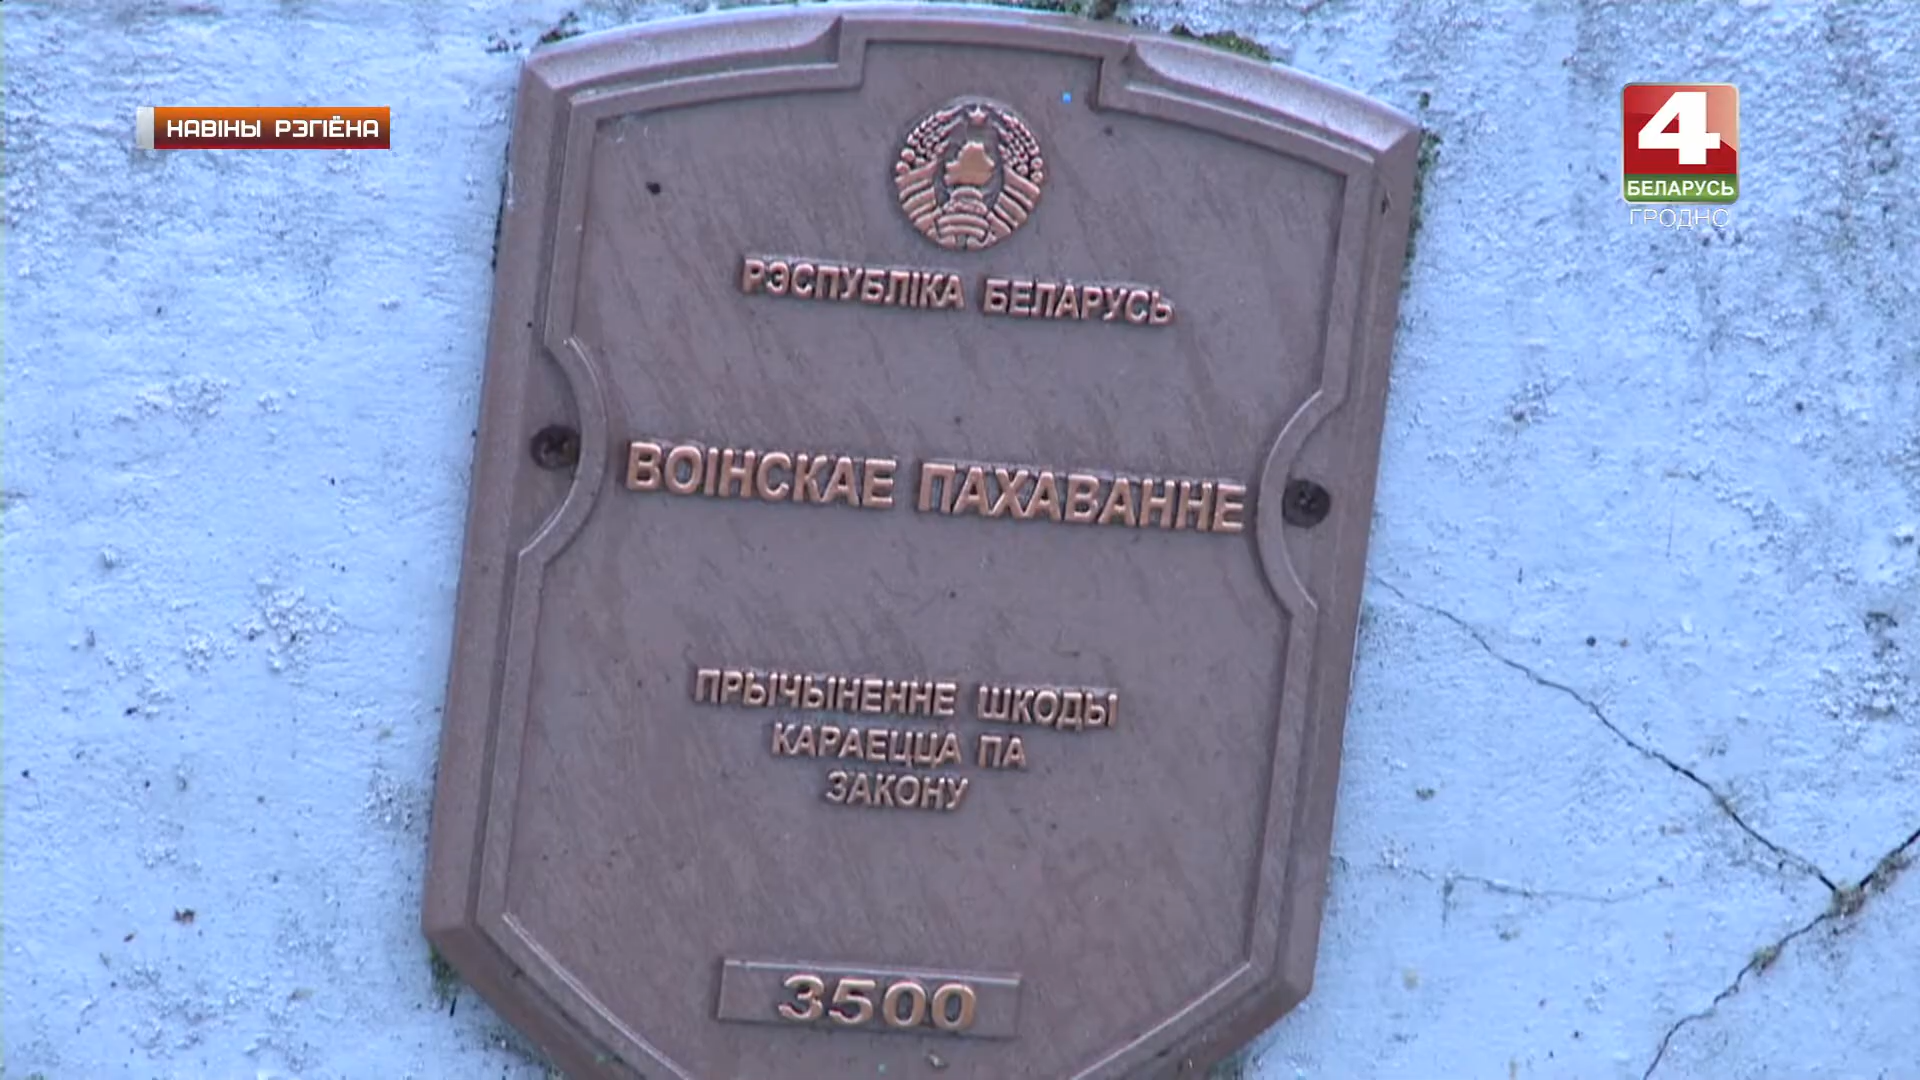 НАВІНЫ РЭГІЁНА
4
БЕЛАРУСЬ
ГРОДНО
РЭСПУБЛІКА БЕЛАРУСЬ
ВОІНСКАЕ ПАХАВАННЕ
ПРЫЧЫНЕННЕ ШКОДЫ
КАРАЕЦЦА ПА
ЗАКОНУ
3500